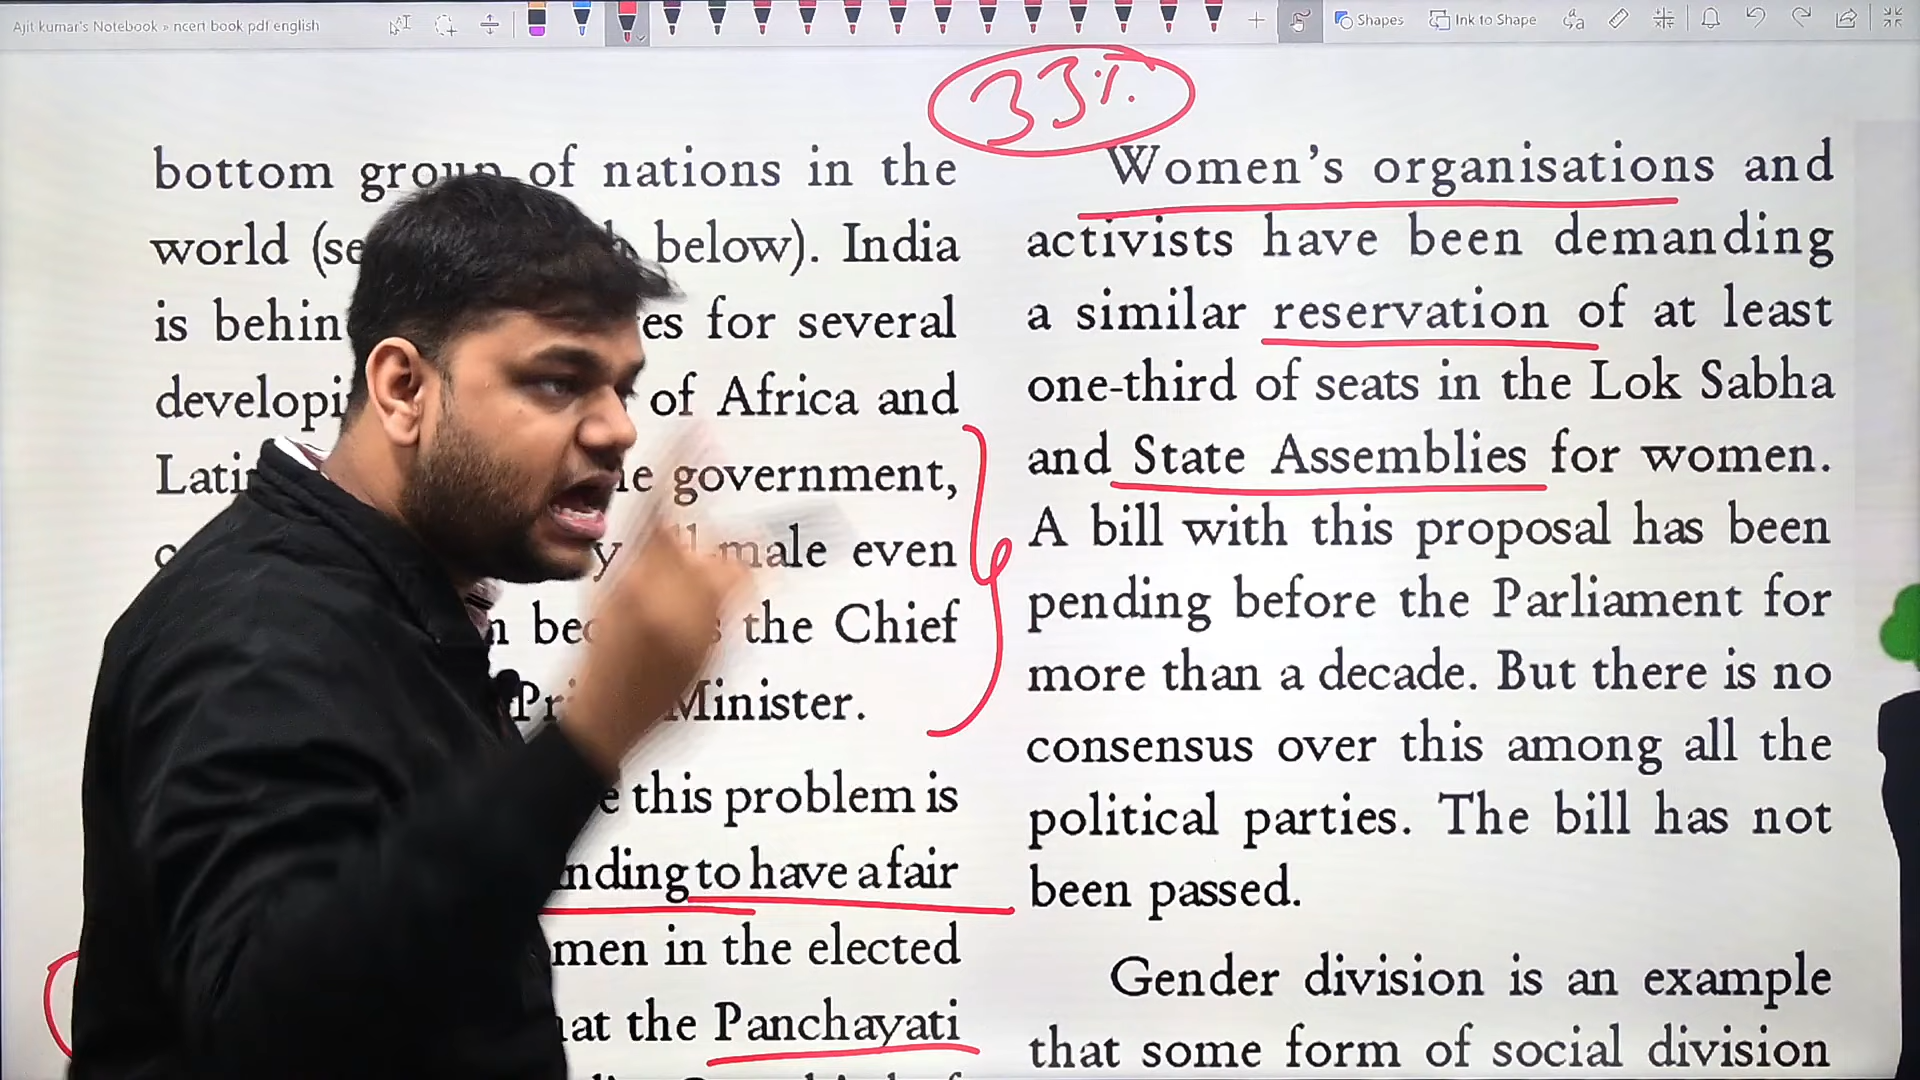 Ajit kumar's Notebook » ncert book pdf english
Shapes
Ink to Shape
33%
bottom group of nations in the
world below). India
is es for several
of Africa and
government,
male even
the Chief
Minister.
this problem is
to have a fair
in the elected
the Panchayati
Women's organisations and
activists have been demanding
a similar reservation of at least
one-third of seats in the Lok Sabha
and State Assemblies for women.
A bill with this proposal has been
pending before the Parliament for
more than a decade. But there is no
consensus over this among all the
political parties. The bill has not
been passed.
Gender division is an example
that some form of social division